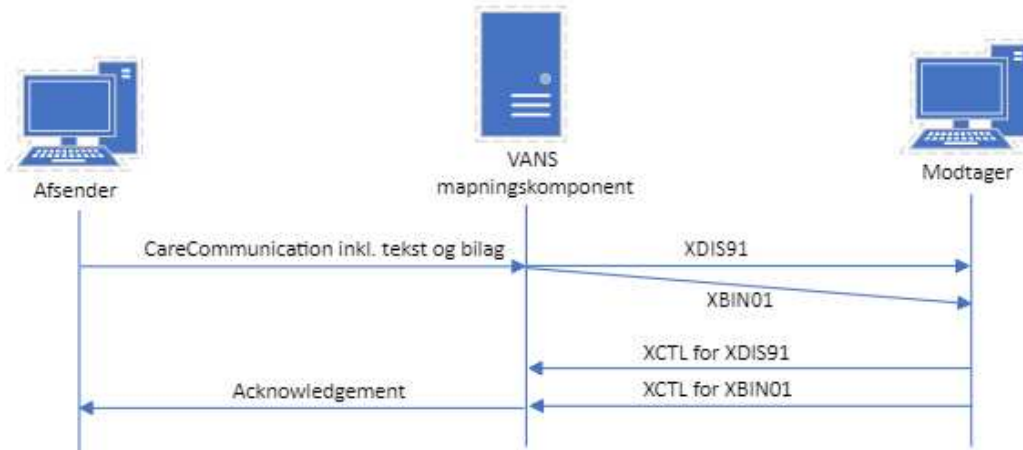 Afsender
VANS
mapningskomponent
Modtager
CareCommunication inkl. tekst og bilag
XDIS91
XBIN01
XCTL for XDIS91
Acknowledgement
XCTL for XBIN01